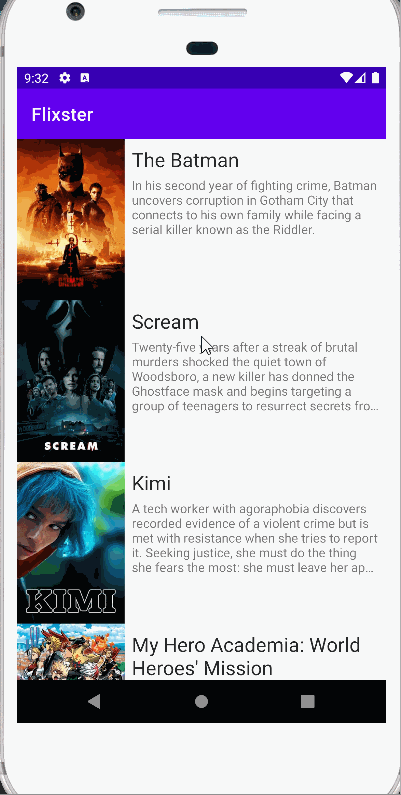 9:32
Flixster
The Batman
In his second year of fighting crime, Batman
uncovers corruption in Gotham City that
connects to his own family while facing a
serial killer known as the Riddler.
Scream
Twenty-five years after a streak of brutal
murders shocked the quiet town of
Woodsboro, a new killer has donned the
Ghostface mask and begins targeting a
group of teenagers to resurrect secrets fro…
SCREAM
Kimi
A tech worker with agoraphobia discovers
recorded evidence of a violent crime but is
met with resistance when she tries to report
it. Seeking justice, she must do the thing
she fears the most: she must leave her ap…
KIMI
My Hero Academia: World
Heroes' Mission